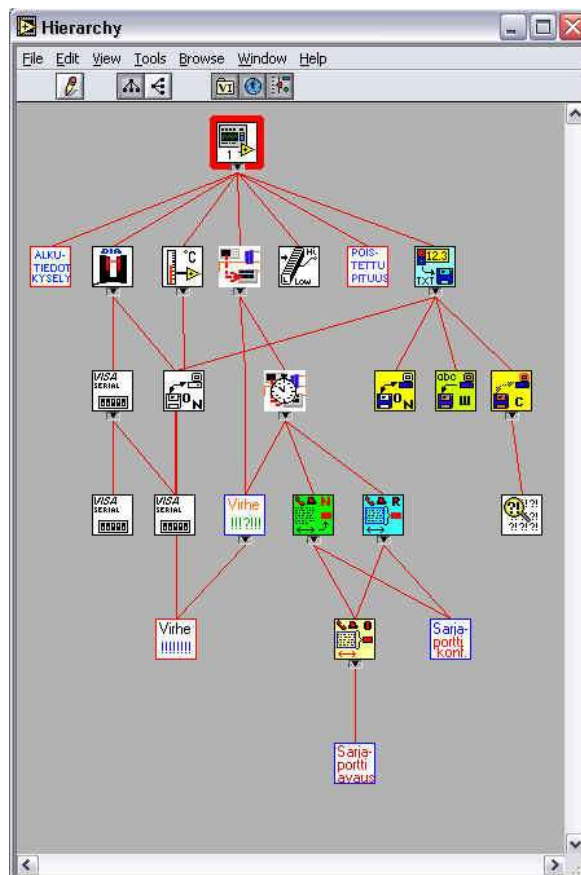 Hierarchy
File Edit View Tools Browse Window Help
VI
1
ALKU-
TIEDOT
KYSELY
DIA
°C
HI
LOW
POIS-
TETTU
PITUUS
12.3
TXT
VISA
SERIAL
O N
O N
abc
C
VISA
SERIAL
VISA
SERIAL
Virhe
!!!?!!!
N
R
?!
Virhe
!!!!!!!!
Sarja-
portti
konf.
Sarja-
portti
avaus